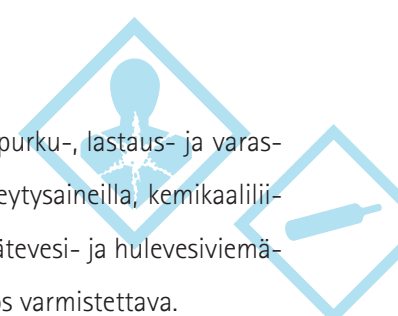 purku-, lastaus- ja varas-
eytysaineilla, kemikaalilii-
ätevesi- ja hulevesiviemä-
os varmistettava.